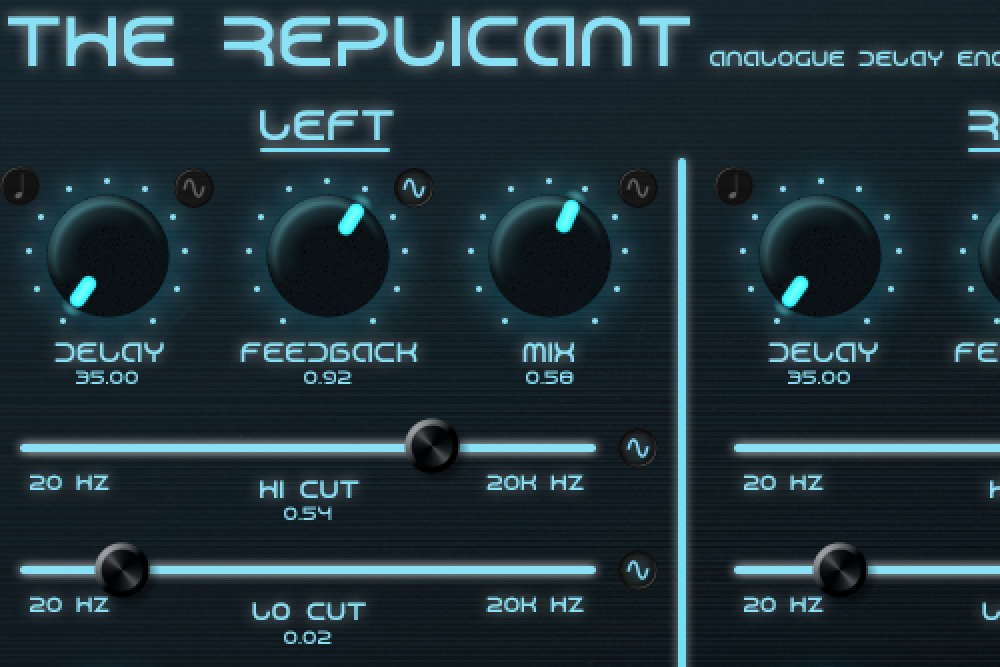 THE REPLICANT ANALOGUE DELAY
LEFT
DELAY
35.00
FEEDBACK
0.92
MIX
0.58
20 HZ
HI CUT
0.54
20K HZ
20 HZ
LO CUT
0.02
20K HZ
DELAY
35.00
20 HZ
20 HZ